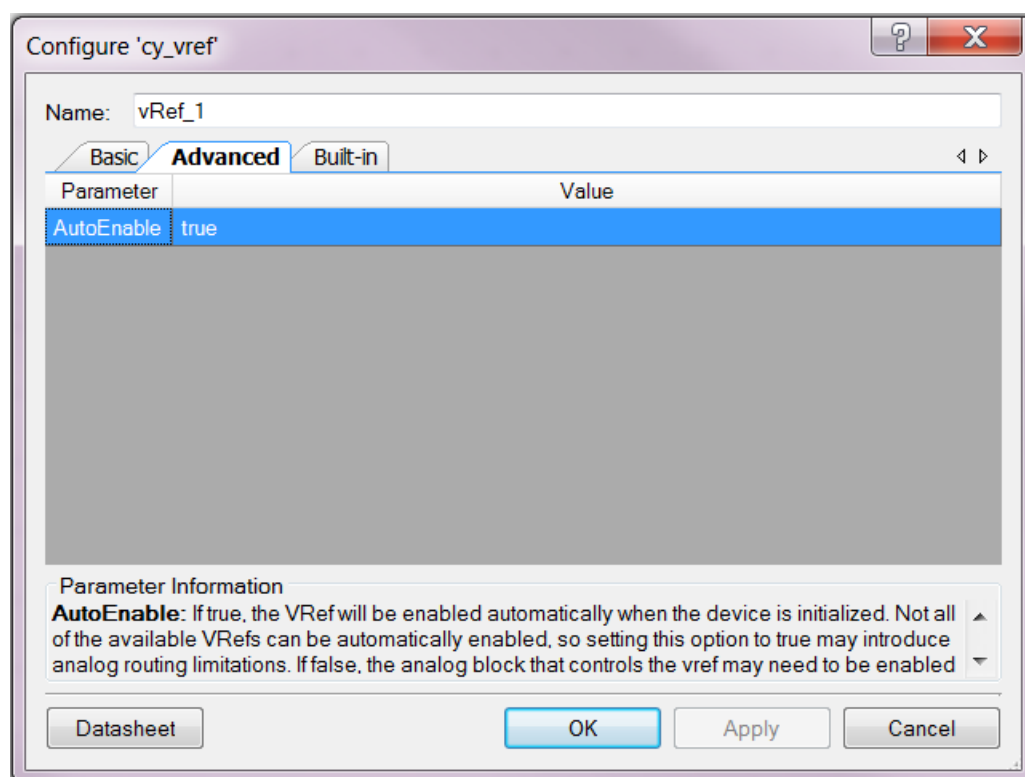 Configure 'cy_vref'
Name: vRef_1
Basic Advanced Built-in
Parameter Value
AutoEnable true
Parameter Information
AutoEnable: If true, the VRef will be enabled automatically when the device is initialized. Not all
of the available VRefs can be automatically enabled, so setting this option to true may introduce
analog routing limitations. If false, the analog block that controls the vref may need to be enabled
Datasheet OK Apply Cancel